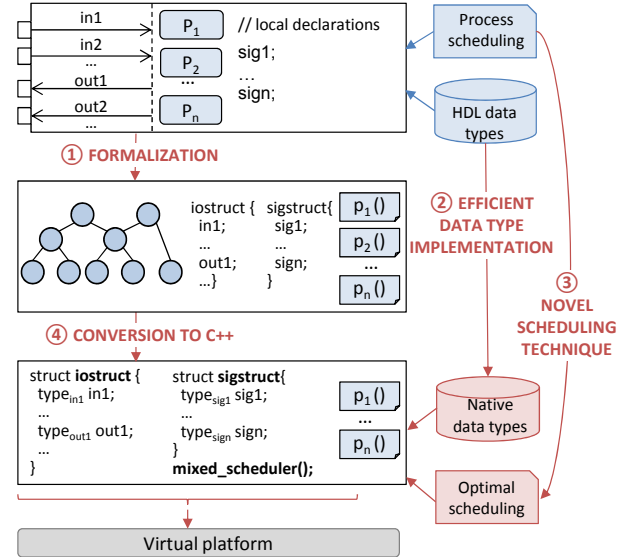 in1
in2
...
out1
out2
...
P1
P2
...
Pn
// local declarations
sig1;
...
sign;
Process
scheduling
HDL data
types
① FORMALIZATION
iostruct {
in1;
...
out1;
...}
sigstruct{
sig1;
...
sign;
}
p1()
p2()
...
pn()
② EFFICIENT
DATA TYPE
IMPLEMENTATION
③
NOVEL
SCHEDULING
TECHNIQUE
④ CONVERSION TO C++
struct iostruct {
typein1 in1;
...
typeout1 out1;
...
}
struct sigstruct{
typesig1 sig1;
...
typesign sign;
}
mixed_scheduler();
p1()
...
pn()
Native
data types
Optimal
scheduling
Virtual platform